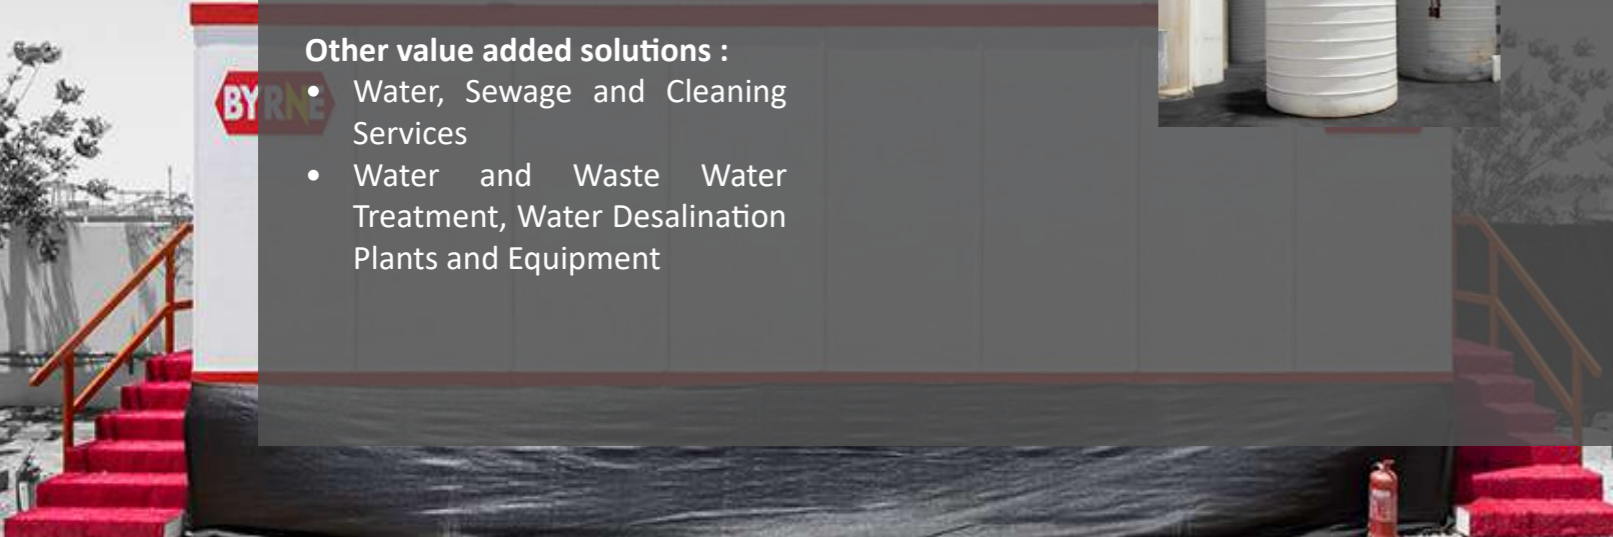 Other value added solutions :
BYRNE
• Water, Sewage and Cleaning
Services
• Water and Waste Water
Treatment, Water Desalination
Plants and Equipment